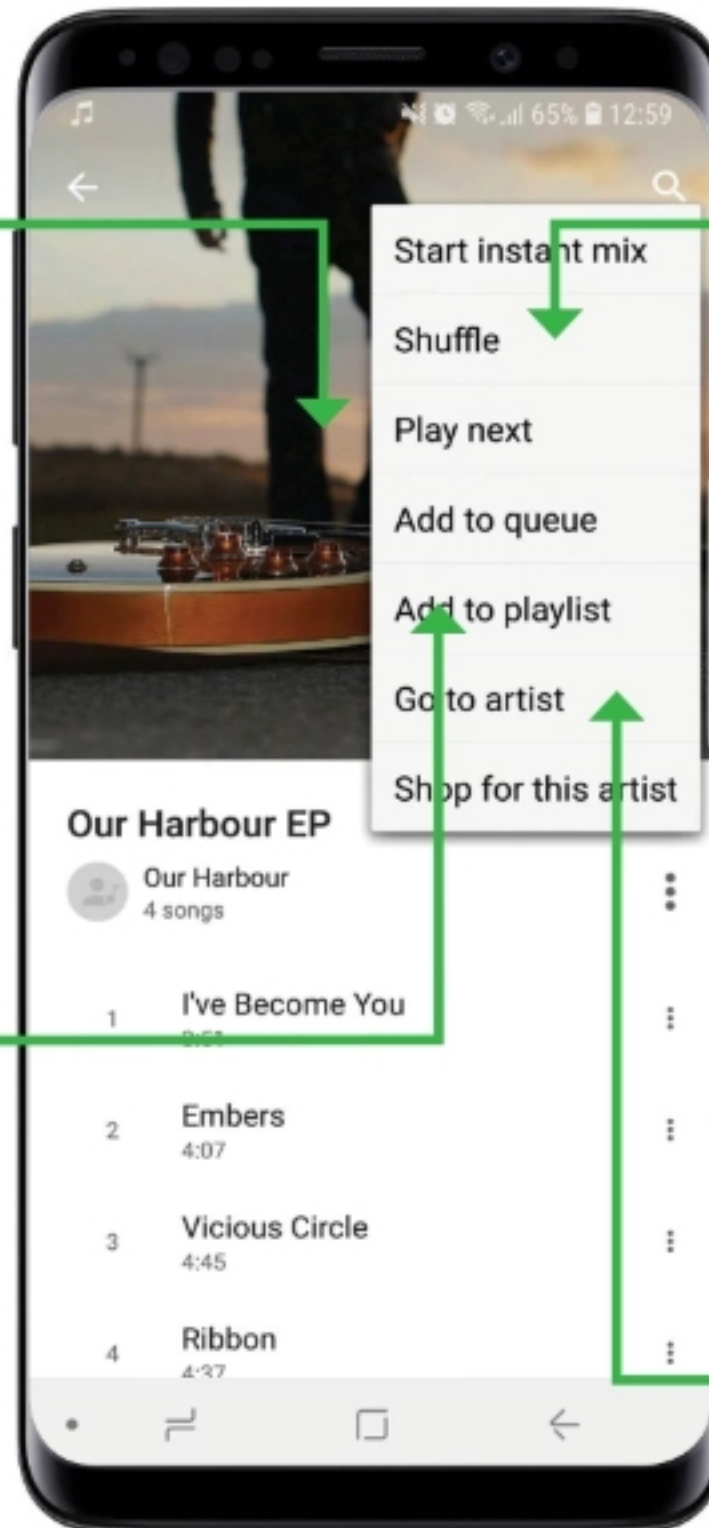 65% 12:59
Start instant mix
Shuffle
Play next
Add to queue
Add to playlist
Go to artist
Shop for this artist
Our Harbour EP
Our Harbour
4 songs
1 I've Become You
2 Embers
4:07
3 Vicious Circle
4:45
4 Ribbon
4:37